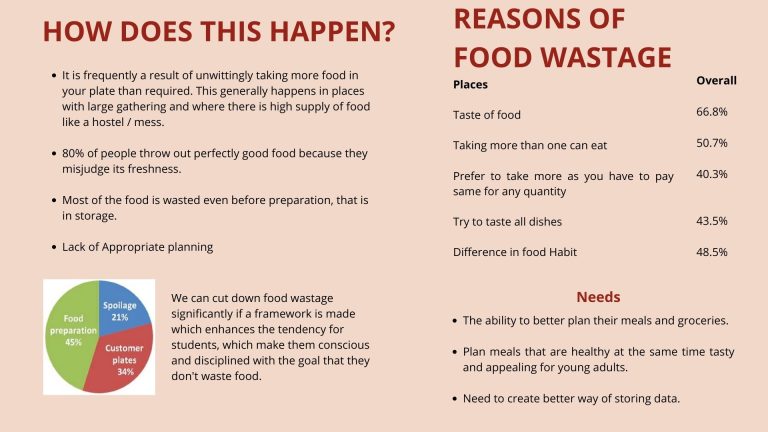 HOW DOES THIS HAPPEN?
• It is frequently a result of unwittingly taking more food in
your plate than required. This generally happens in places
with large gathering and where there is high supply of food
like a hostel / mess.
• 80% of people throw out perfectly good food because they
misjudge its freshness.
• Most of the food is wasted even before preparation, that is
in storage.
• Lack of Appropriate planning
Food
preparation
45%
Spoilage
21%
Customer
plates
34%
We can cut down food wastage
significantly if a framework is made
which enhances the tendency for
students, which make them conscious
and disciplined with the goal that they
don't waste food.
REASONS OF
FOOD WASTAGE
Places Overall
Taste of food 66.8%
Taking more than one can eat 50.7%
Prefer to take more as you have to pay 40.3%
same for any quantity
Try to taste all dishes 43.5%
Difference in food Habit 48.5%
Needs
• The ability to better plan their meals and groceries.
• Plan meals that are healthy at the same time tasty
and appealing for young adults.
• Need to create better way of storing data.